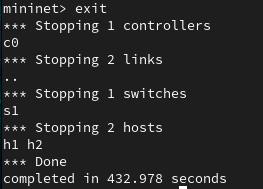 mininet> exit
*** Stopping 1 controllers
c0
*** Stopping 2 links
..
*** Stopping 1 switches
s1
*** Stopping 2 hosts
h1 h2
*** Done
completed in 432.978 seconds